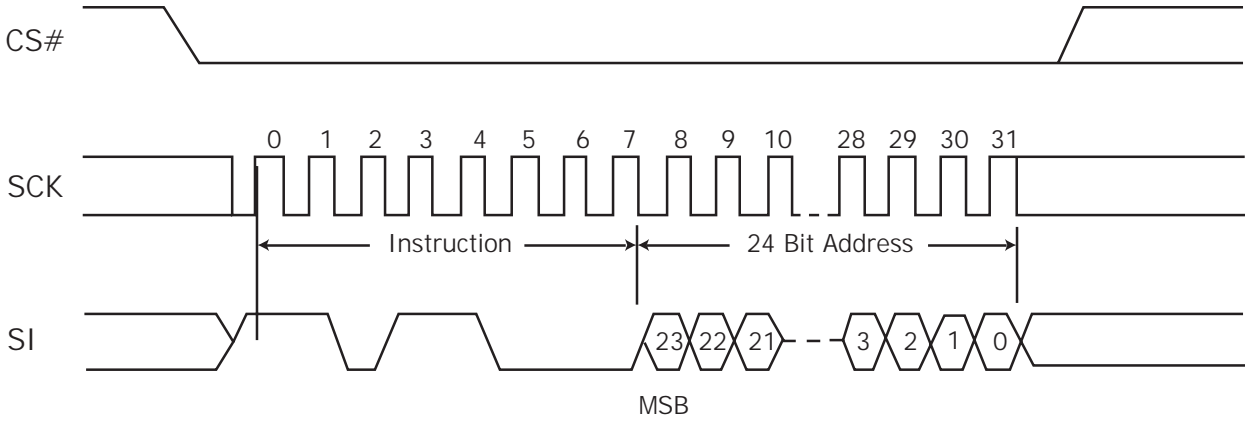 CS#
0 1 2 3 4 5 6 7 8 9 10 28 29 30 31
SCK
Instruction 24 Bit Address
SI 23 22 21 3 2 1 0
MSB